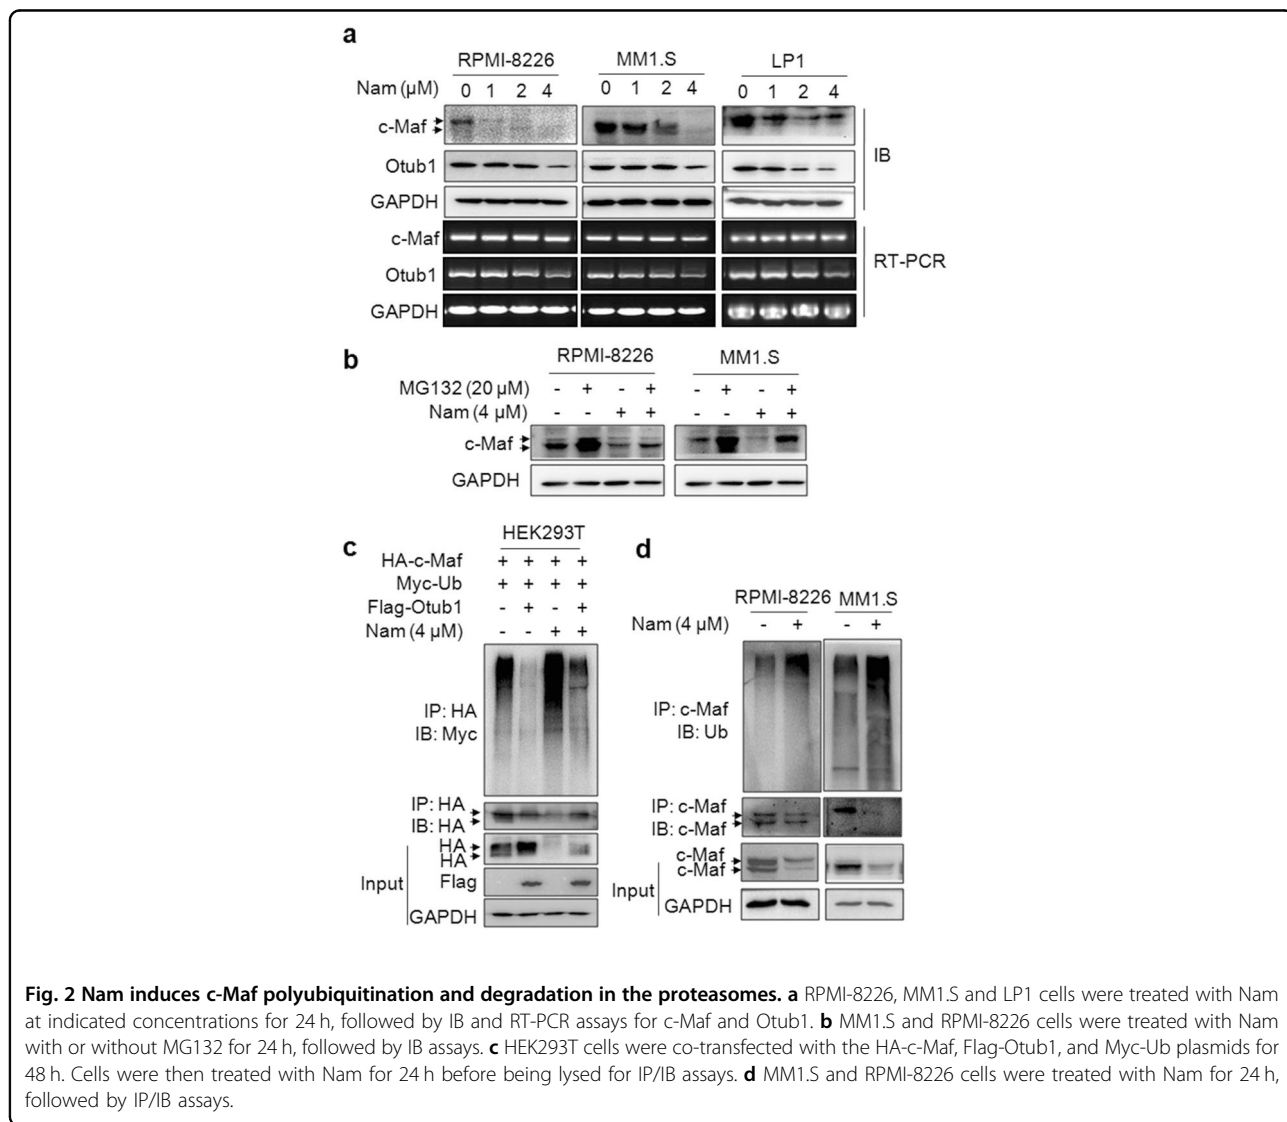 a
RPMI-8226 MM1.S LP1
Nam (µM) 0 1 2 4 0 1 2 4 0 1 2 4
c-Maf
Otub1
GAPDH
IB
c-Maf
Otub1
GAPDH
RT-PCR
b
RPMI-8226 MM1.S
MG132 (20 µM) - + - + - + - +
Nam (4 µM) - - + + - - + +
c-Maf
GAPDH
c
HEK293T
HA-c-Maf + + + +
Myc-Ub + + + +
Flag-Otub1 - + - +
Nam (4 µM) - - + +
IP: HA
IB: Myc
IP: HA
IB: HA
HA
HA
Flag
GAPDH
Input
d
RPMI-8226 MM1.S
Nam (4 µM) - + - +
IP: c-Maf
IB: Ub
IP: c-Maf
IB: c-Maf
c-Maf
c-Maf
GAPDH
Input
Fig. 2 Nam induces c-Maf polyubiquitination and degradation in the proteasomes. a RPMI-8226, MM1.S and LP1 cells were treated with Nam
at indicated concentrations for 24 h, followed by IB and RT-PCR assays for c-Maf and Otub1. b MM1.S and RPMI-8226 cells were treated with Nam
with or without MG132 for 24 h, followed by IB assays. c HEK293T cells were co-transfected with the HA-c-Maf, Flag-Otub1, and Myc-Ub plasmids for
48 h. Cells were then treated with Nam for 24 h before being lysed for IP/IB assays. d MM1.S and RPMI-8226 cells were treated with Nam for 24 h,
followed by IP/IB assays.